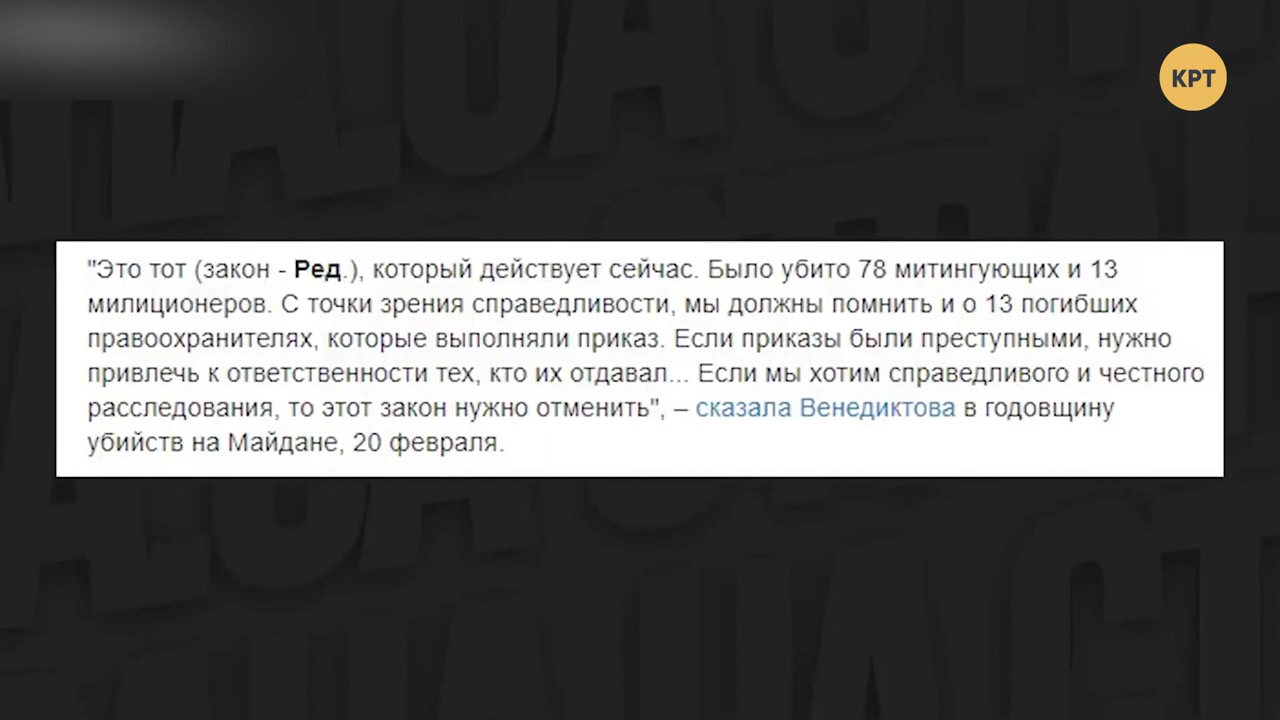 КРТ
"Это тот (закон - Ред.), который действует сейчас. Было убито 78 митингующих и 13
милиционеров. С точки зрения справедливости, мы должны помнить и о 13 погибших
правоохранителях, которые выполняли приказ. Если приказы были преступными, нужно
привлечь к ответственности тех, кто их отдавал... Если мы хотим справедливого и честного
расследования, то этот закон нужно отменить", – сказала Венедиктова в годовщину
убийств на Майдане, 20 февраля.